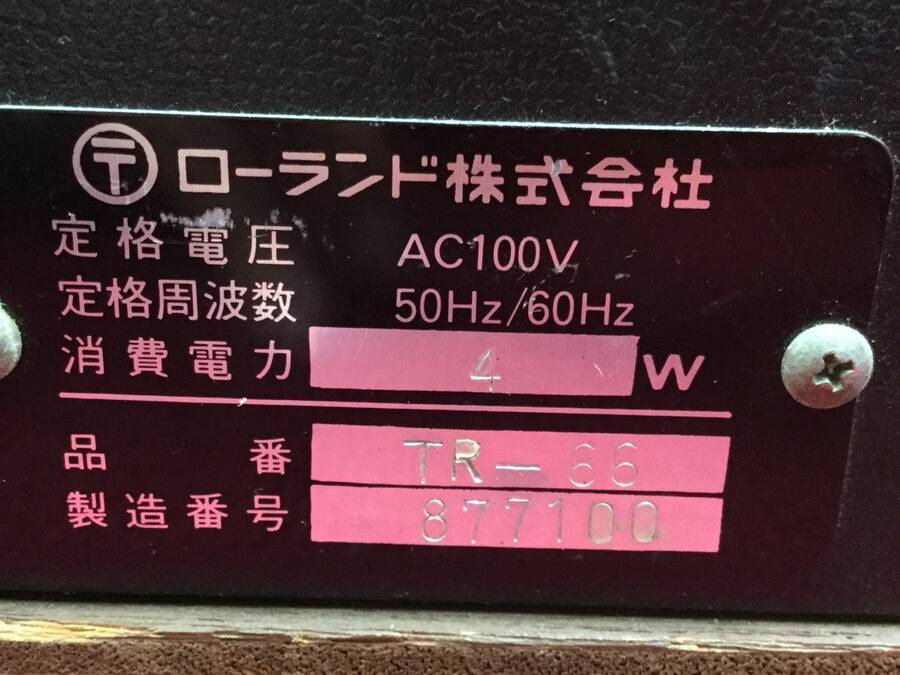 〒 ローランド株式会社
定格電圧 AC100V
定格周波数 50Hz/60Hz
消費電力 4 W
品番 TR-66
製造番号 877100